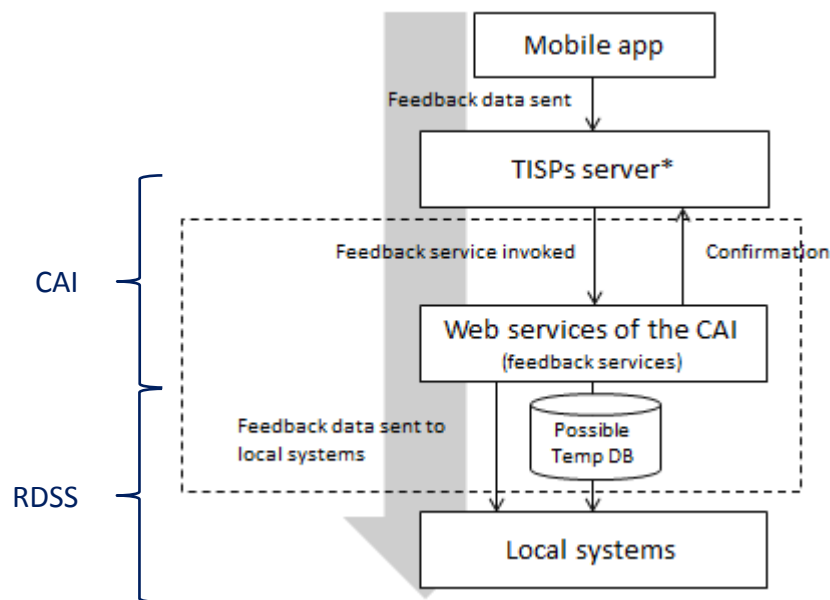 Mobile app
Feedback data sent
TISPs server*
Feedback service invoked
Confirmation
CAI
Web services of the CAI
(feedback services)
Feedback data sent to
local systems
Possible
Temp DB
RDSS
Local systems